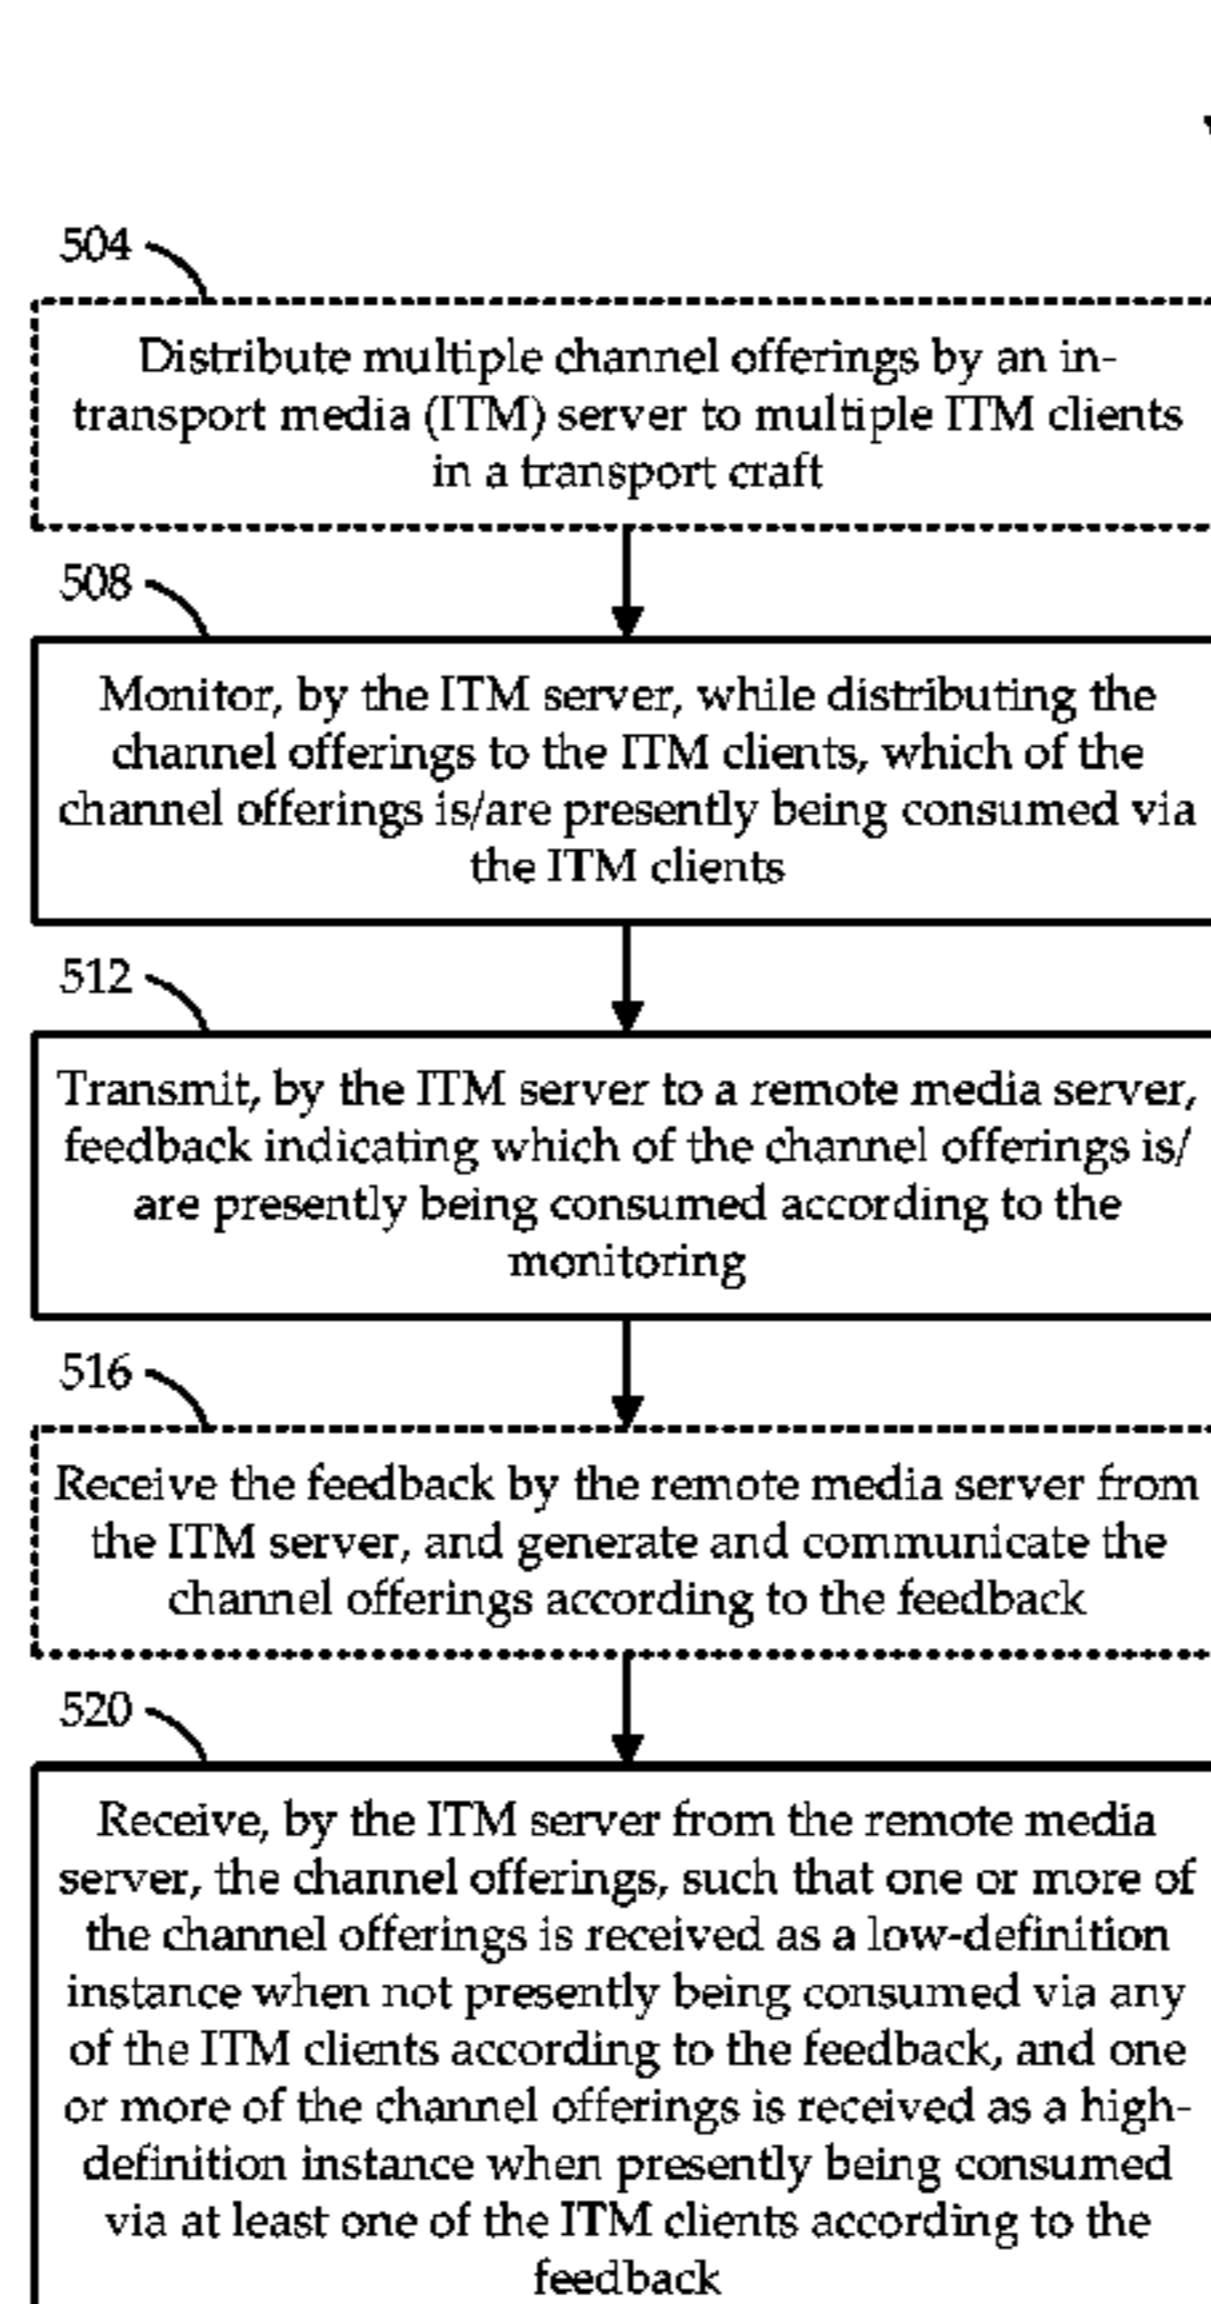 504
Distribute multiple channel offerings by an in-
transport media (ITM) server to multiple ITM clients
in a transport craft
508
Monitor, by the ITM server, while distributing the
channel offerings to the ITM clients, which of the
channel offerings is/are presently being consumed via
the ITM clients
512
Transmit, by the ITM server to a remote media server,
feedback indicating which of the channel offerings is/
are presently being consumed according to the
monitoring
516
Receive the feedback by the remote media server from
the ITM server, and generate and communicate the
channel offerings according to the feedback
520
Receive, by the ITM server from the remote media
server, the channel offerings, such that one or more of
the channel offerings is received as a low-definition
instance when not presently being consumed via any
of the ITM clients according to the feedback, and one
or more of the channel offerings is received as a high-
definition instance when presently being consumed
via at least one of the ITM clients according to the
feedback